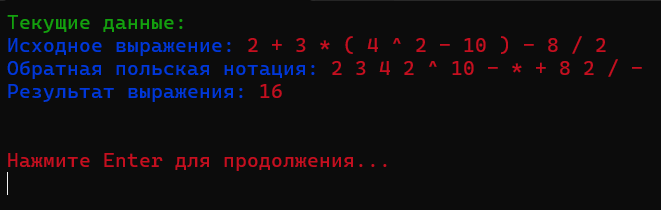 Текущие данные:
Исходное выражение: 2 + 3 * ( 4 ^ 2 - 10 ) - 8 / 2
Обратная польская нотация: 2 3 4 2 ^ 10 - * + 8 2 / -
Результат выражения: 16
Нажмите Enter для продолжения...